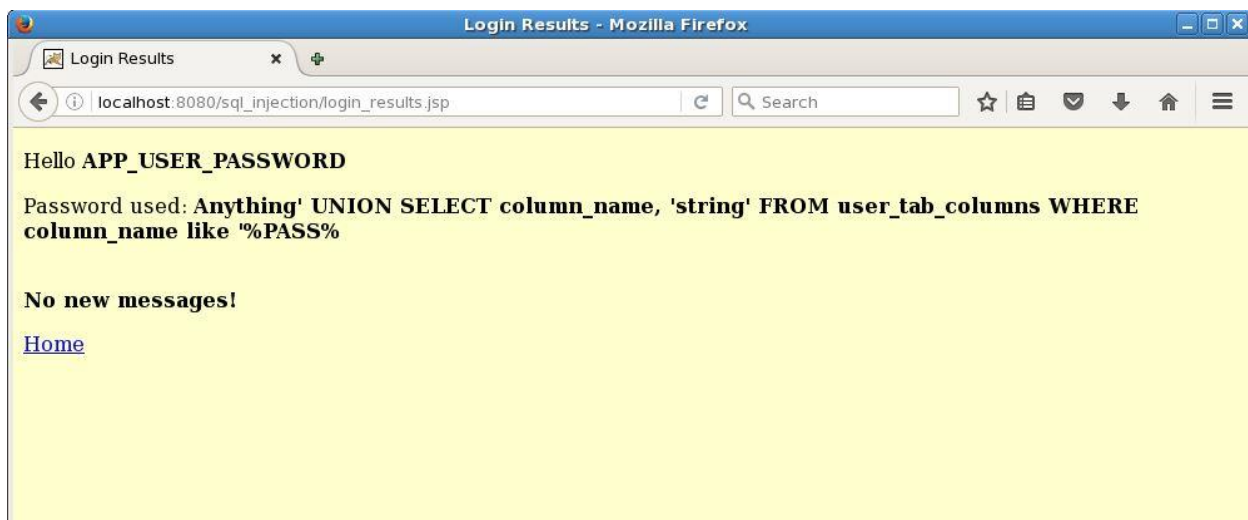 Login Results - Mozilla Firefox
Login Results
localhost:8080/sql_injection/login_results.jsp
Search
Hello APP_USER_PASSWORD
Password used: Anything' UNION SELECT column_name, 'string' FROM user_tab_columns WHERE
column_name like '%PASS%
No new messages!
Home